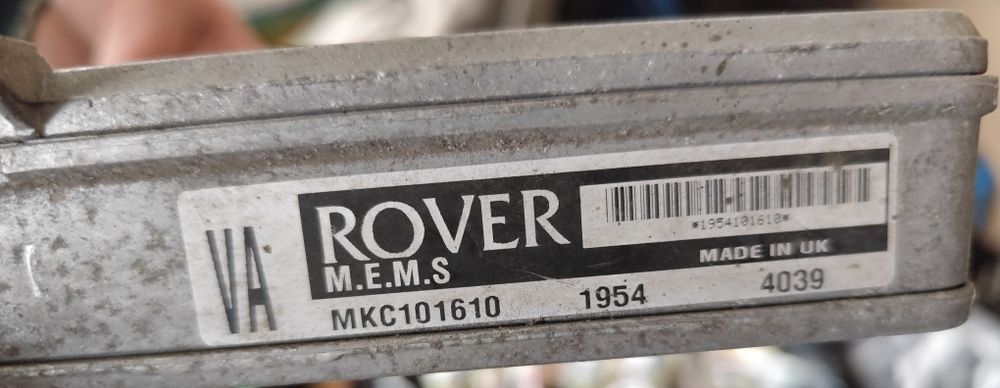 VA
ROVER
M.E.M.S
*1954101610*
MADE IN UK
MKC101610 1954 4039